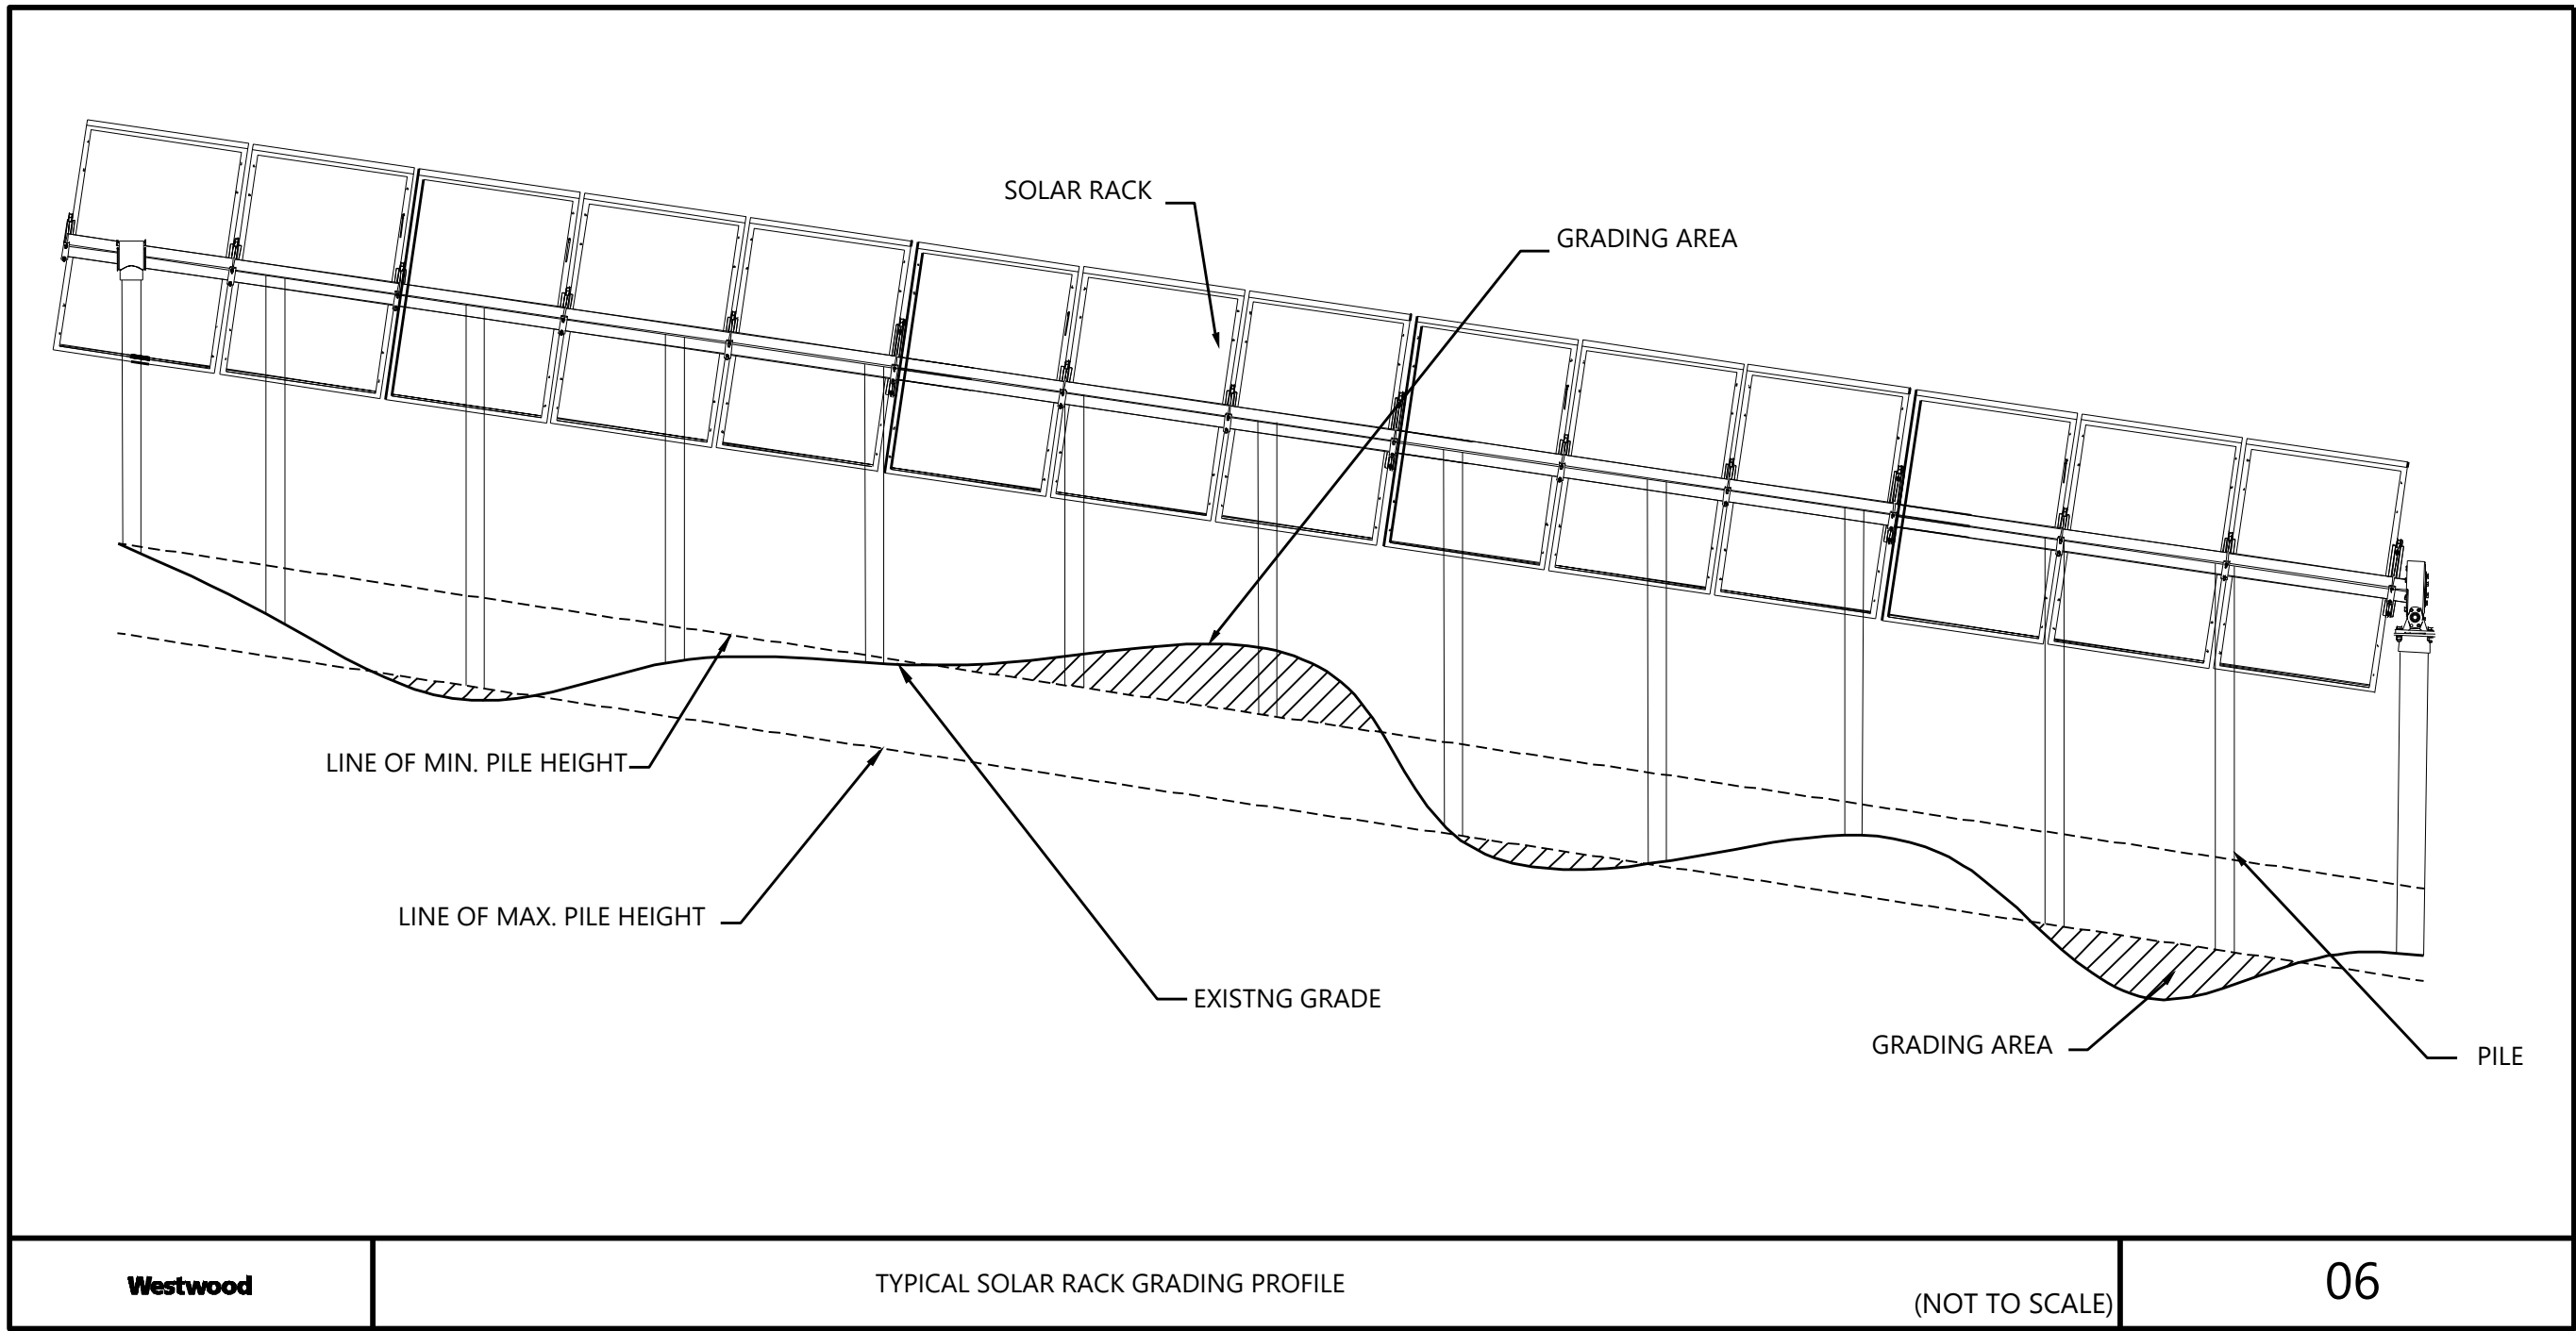 SOLAR RACK
GRADING AREA
LINE OF MIN. PILE HEIGHT
LINE OF MAX. PILE HEIGHT
EXISTNG GRADE
GRADING AREA
PILE
Westwood
TYPICAL SOLAR RACK GRADING PROFILE
(NOT TO SCALE)
06